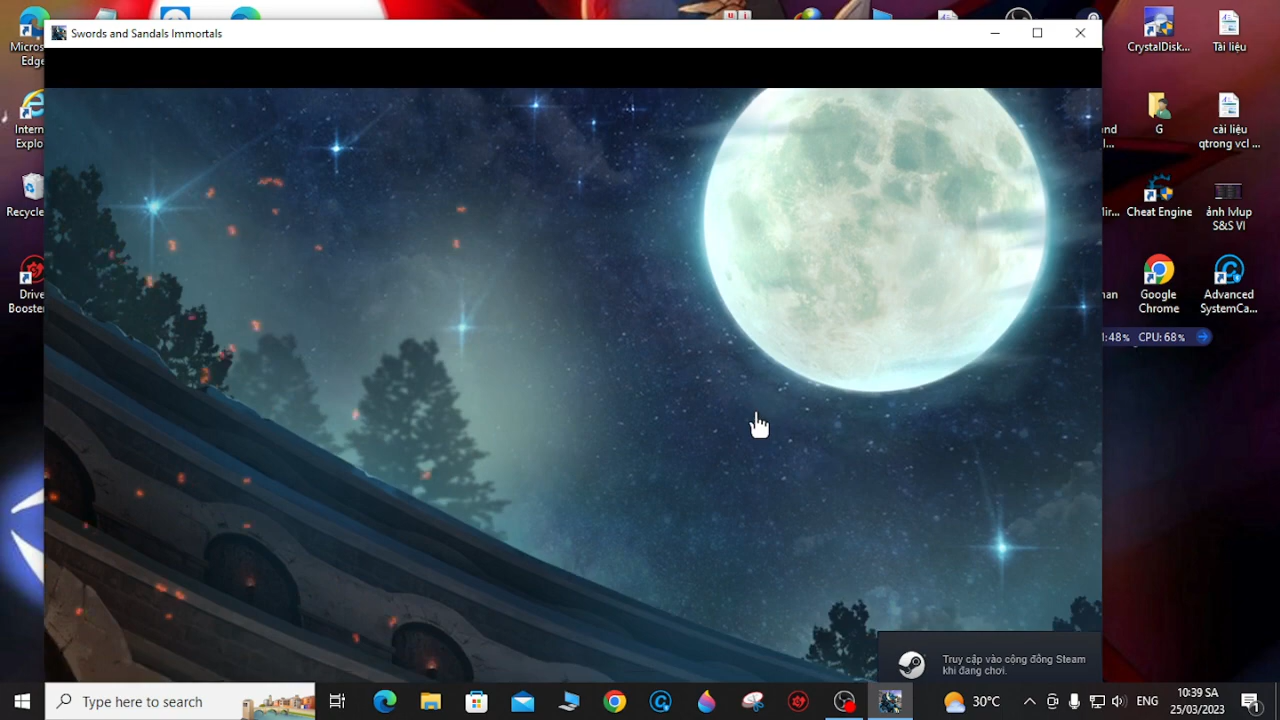 Swords and Sandals Immortals
Micros
Edge
Intern
Explo
Recycle
Drive
Booster
CrystalDisk...
Tài liệu
G
cài liệu
qtrong vcl ...
Cheat Engine
ảnh lvlup
S&S VI
Google
Chrome
Advanced
SystemCa...
CPU: 68%
Truy cập vào cộng đồng Steam
khi đang chơi.
Type here to search
30°C
ENG
10:39 SA
25/03/2023
1